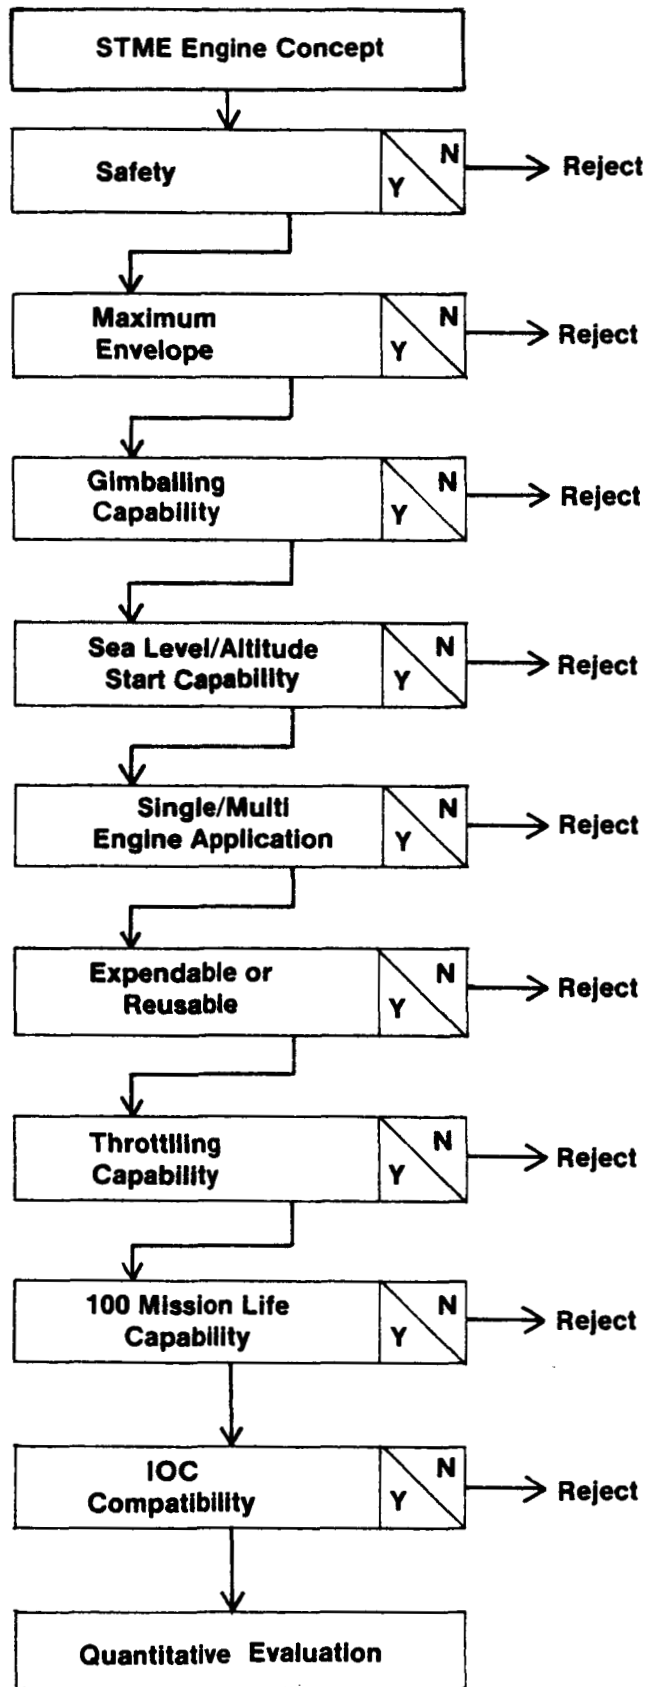 STME Engine Concept
Safety
N
Y
Reject
Maximum
Envelope
N
Y
Reject
Gimballing
Capability
N
Y
Reject
Sea Level/Altitude
Start Capability
N
Y
Reject
Single/Multi
Engine Application
N
Y
Reject
Expendable or
Reusable
N
Y
Reject
Throttling
Capability
N
Y
Reject
100 Mission Life
Capability
N
Y
Reject
IOC
Compatibility
N
Y
Reject
Quantitative Evaluation